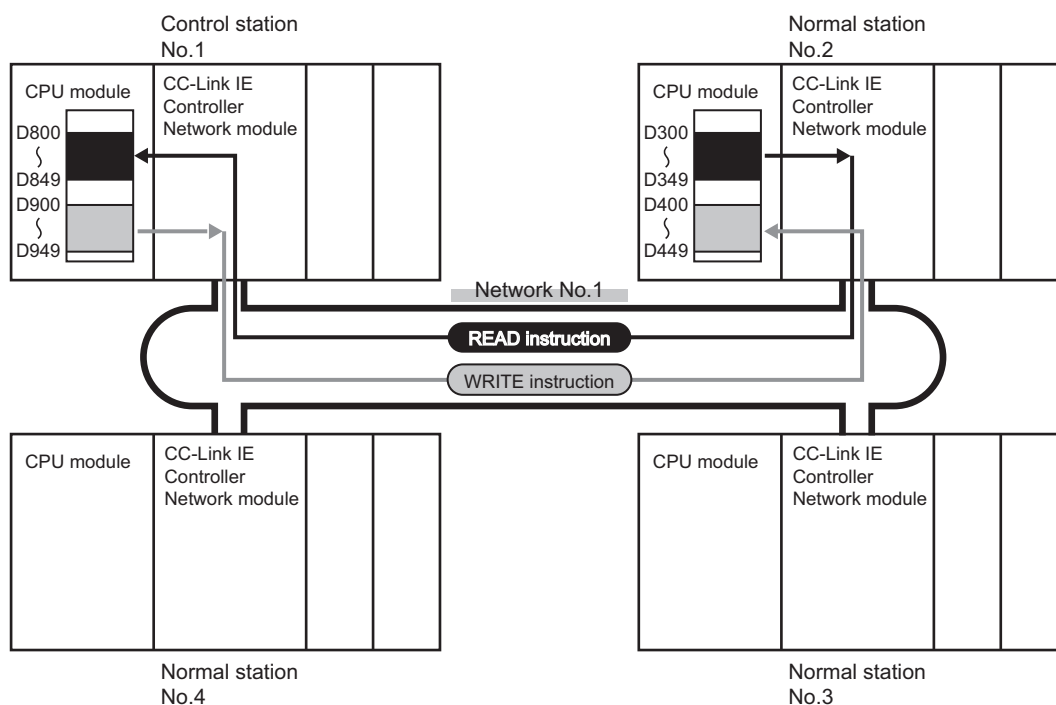 Control station
No.1
Normal station
No.2
CPU module
CC-Link IE
Controller
Network module
D800
D849
D900
D949
CPU module
CC-Link IE
Controller
Network module
D300
D349
D400
D449
Network No.1
READ instruction
WRITE instruction
CPU module
CC-Link IE
Controller
Network module
CPU module
CC-Link IE
Controller
Network module
Normal station
No.4
Normal station
No.3